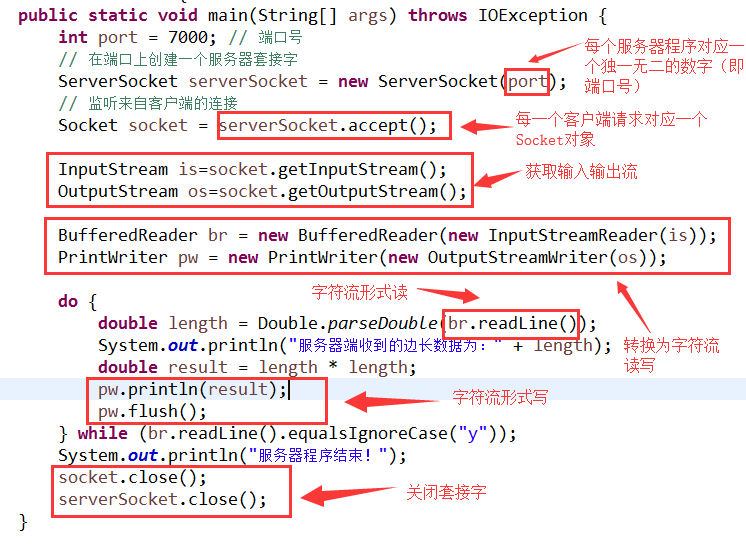 public static void main(String[] args) throws IOException {
int port = 7000; // 端口号
// 在端口上创建一个服务器套接字
ServerSocket serverSocket = new ServerSocket(port);
// 监听来自客户端的连接
Socket socket = serverSocket.accept();
每个服务器程序对应一
个独一无二的数字（即
端口号）
每一个客户端请求对应一个
Socket对象
InputStream is=socket.getInputStream();
OutputStream os=socket.getOutputStream();
获取输入输出流
BufferedReader br = new BufferedReader(new InputStreamReader(is));
PrintWriter pw = new PrintWriter(new OutputStreamWriter(os));
字符流形式读
转换为字符流
读写
do {
double length = Double.parseDouble(br.readLine());
System.out.println("服务器端收到的边长数据为：" + length);
double result = length * length;
pw.println(result);
pw.flush();
字符流形式写
} while (br.readLine().equalsIgnoreCase("y"));
System.out.println("服务器程序结束！");
socket.close();
serverSocket.close();
关闭套接字
}